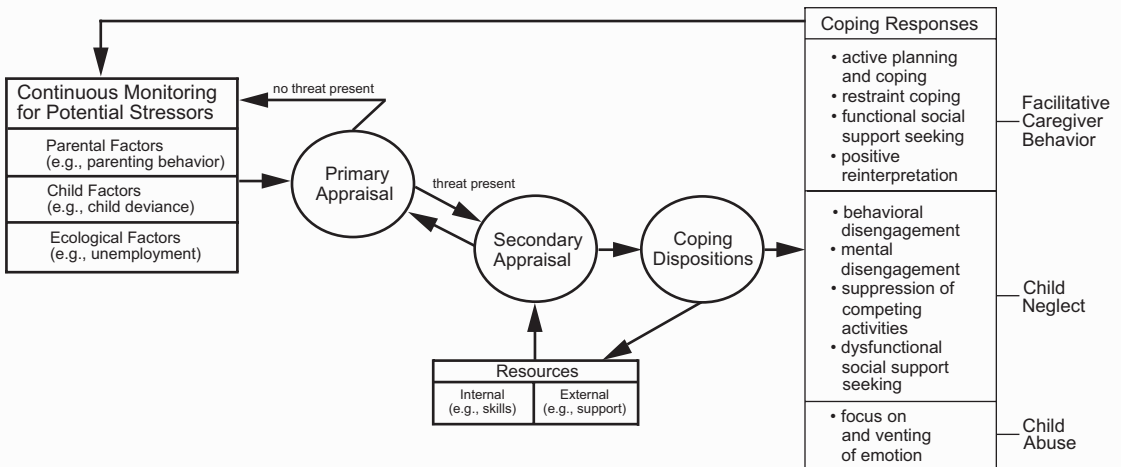 Continuous Monitoring
for Potential Stressors
Parental Factors
(e.g., parenting behavior)
Child Factors
(e.g., child deviance)
Ecological Factors
(e.g., unemployment)
no threat present
Primary
Appraisal
threat present
Secondary
Appraisal
Coping
Dispositions
Resources
Internal
(e.g., skills)
External
(e.g., support)
Coping Responses
• active planning
and coping
• restraint coping
• functional social
support seeking
• positive
reinterpretation
Facilitative
Caregiver
Behavior
• behavioral
disengagement
• mental
disengagement
• suppression of
competing
activities
• dysfunctional
social support
seeking
Child
Neglect
• focus on
and venting
of emotion
Child
Abuse